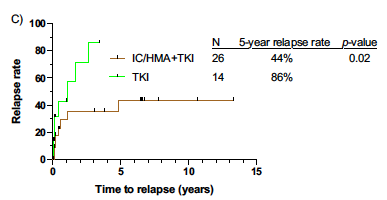 C)
N 5-year relapse rate p-value
IC/HMA+TKI 26 44% 0.02
TKI 14 86%
Relapse rate
100
80
60
40
20
0
0 5 10 15
Time to relapse (years)